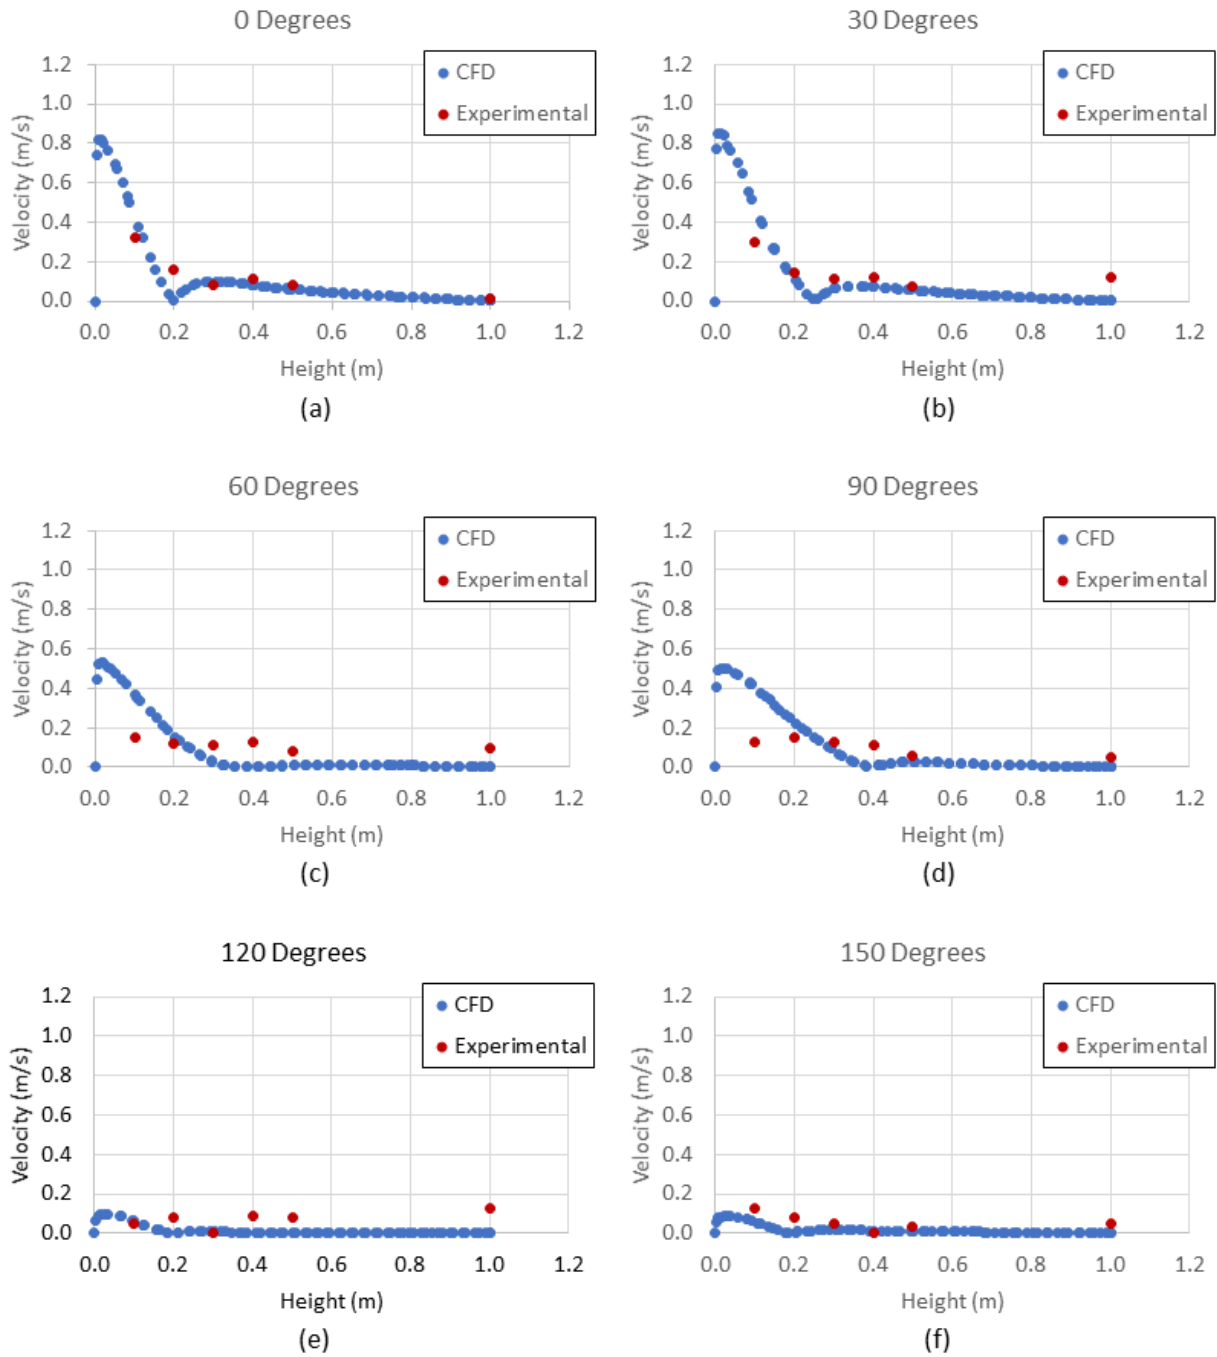 0 Degrees
1.2
1.0
0.8
0.6
0.4
0.2
0.0
Velocity (m/s)
CFD
Experimental
0.0 0.2 0.4 0.6 0.8 1.0 1.2
Height (m)
(a)
30 Degrees
1.2
1.0
0.8
0.6
0.4
0.2
0.0
Velocity (m/s)
CFD
Experimental
0.0 0.2 0.4 0.6 0.8 1.0 1.2
Height (m)
(b)
60 Degrees
1.2
1.0
0.8
0.6
0.4
0.2
0.0
Velocity (m/s)
CFD
Experimental
0.0 0.2 0.4 0.6 0.8 1.0 1.2
Height (m)
(c)
90 Degrees
1.2
1.0
0.8
0.6
0.4
0.2
0.0
Velocity (m/s)
CFD
Experimental
0.0 0.2 0.4 0.6 0.8 1.0 1.2
Height (m)
(d)
120 Degrees
1.2
1.0
0.8
0.6
0.4
0.2
0.0
Velocity (m/s)
CFD
Experimental
0.0 0.2 0.4 0.6 0.8 1.0 1.2
Height (m)
(e)
150 Degrees
1.2
1.0
0.8
0.6
0.4
0.2
0.0
Velocity (m/s)
CFD
Experimental
0.0 0.2 0.4 0.6 0.8 1.0 1.2
Height (m)
(f)